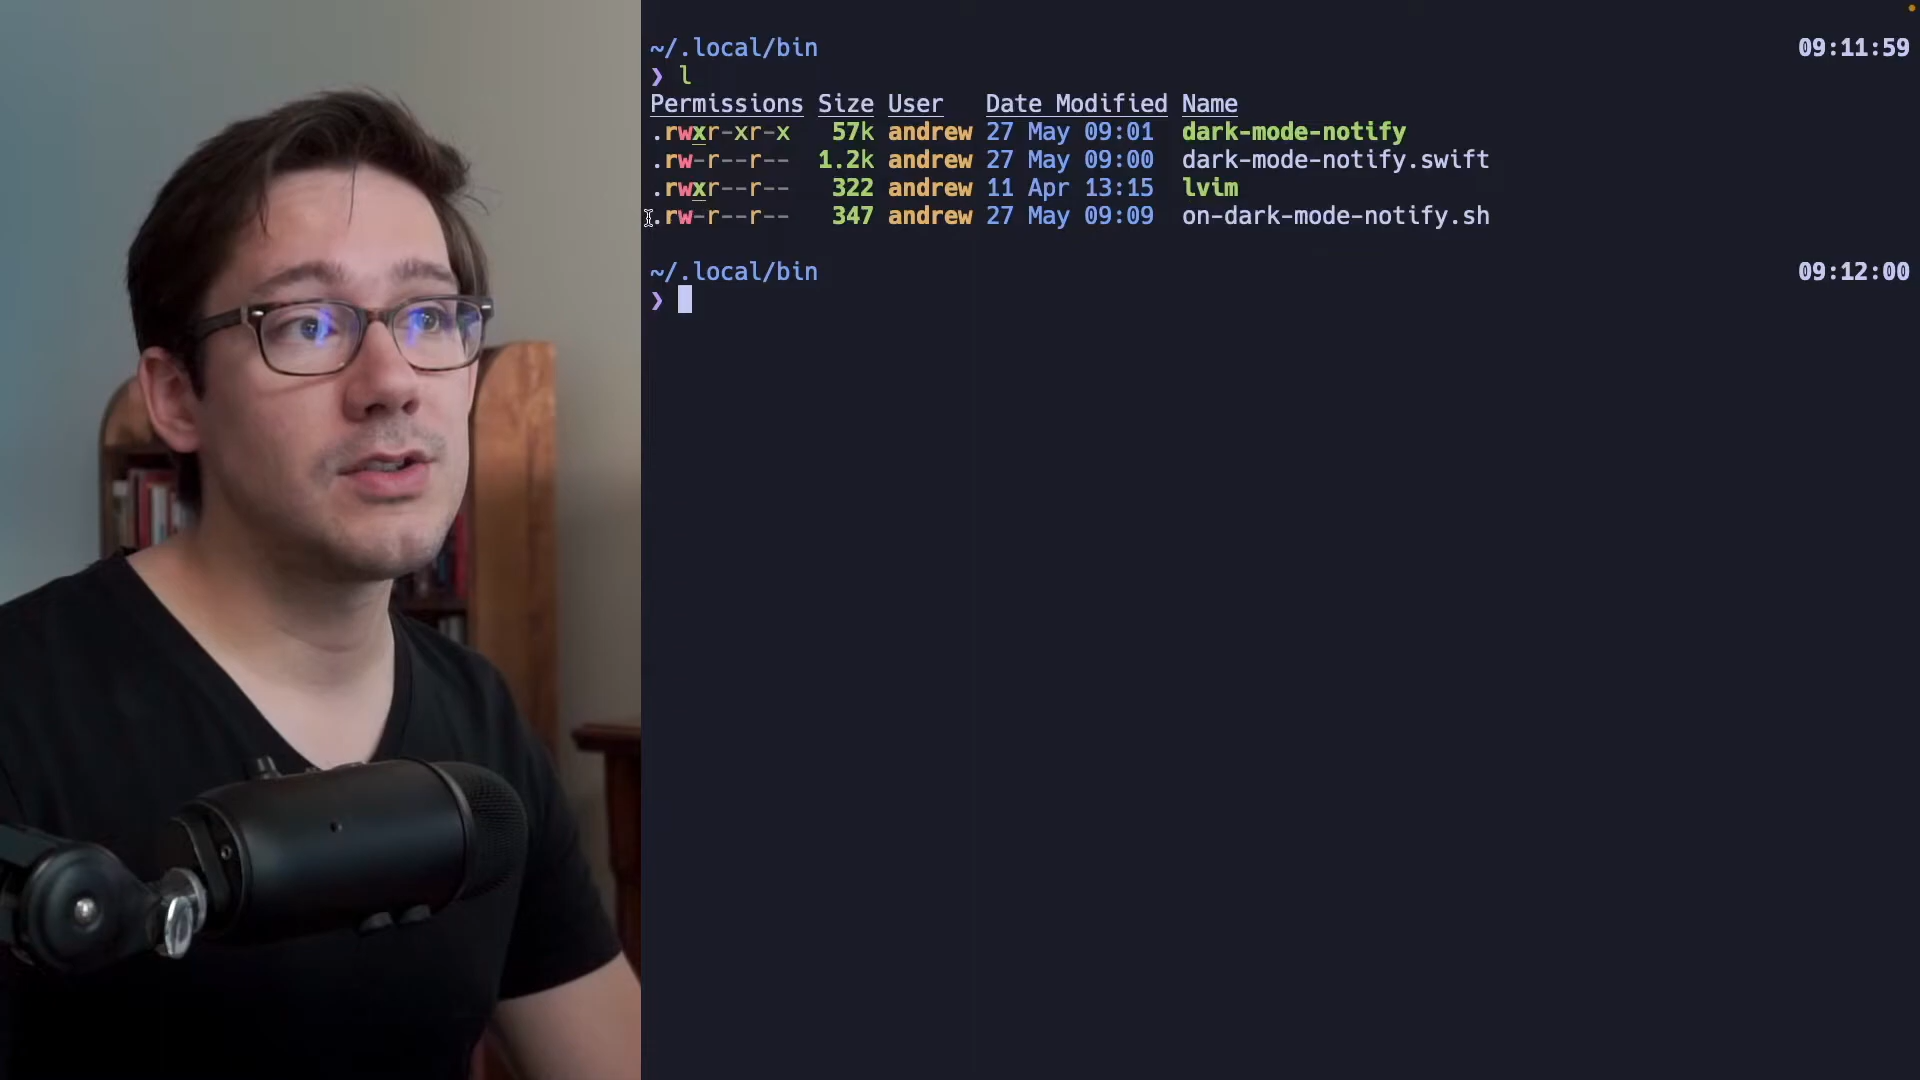 ~/.local/bin 09:11:59
❯ l
Permissions Size User Date Modified Name
.rwxr-xr-x 57k andrew 27 May 09:01 dark-mode-notify
.rw-r--r-- 1.2k andrew 27 May 09:00 dark-mode-notify.swift
.rwxr--r-- 322 andrew 11 Apr 13:15 lvim
.rw-r--r-- 347 andrew 27 May 09:09 on-dark-mode-notify.sh
~/.local/bin 09:12:00
❯